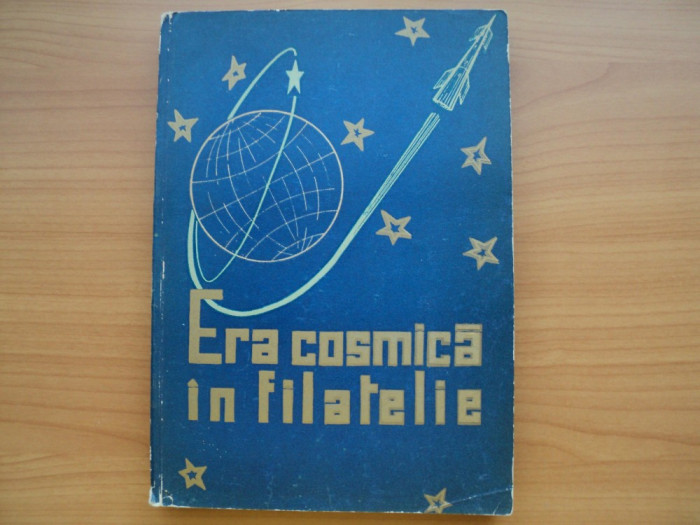 Era cosmică
în filatelie